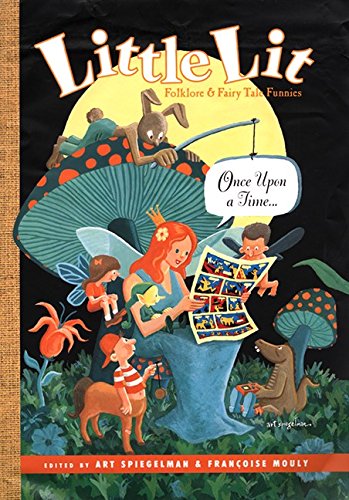 Little Lit
Folklore & Fairy Tale Funnies
Once Upon
a Time...
art spiegelman
EDITED BY ART SPIEGELMAN & FRANÇOISE MOULY